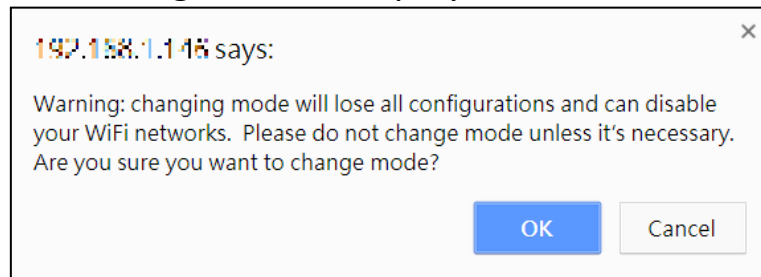 says:
Warning: changing mode will lose all configurations and can disable
your WiFi networks. Please do not change mode unless it's necessary.
Are you sure you want to change mode?
OK Cancel